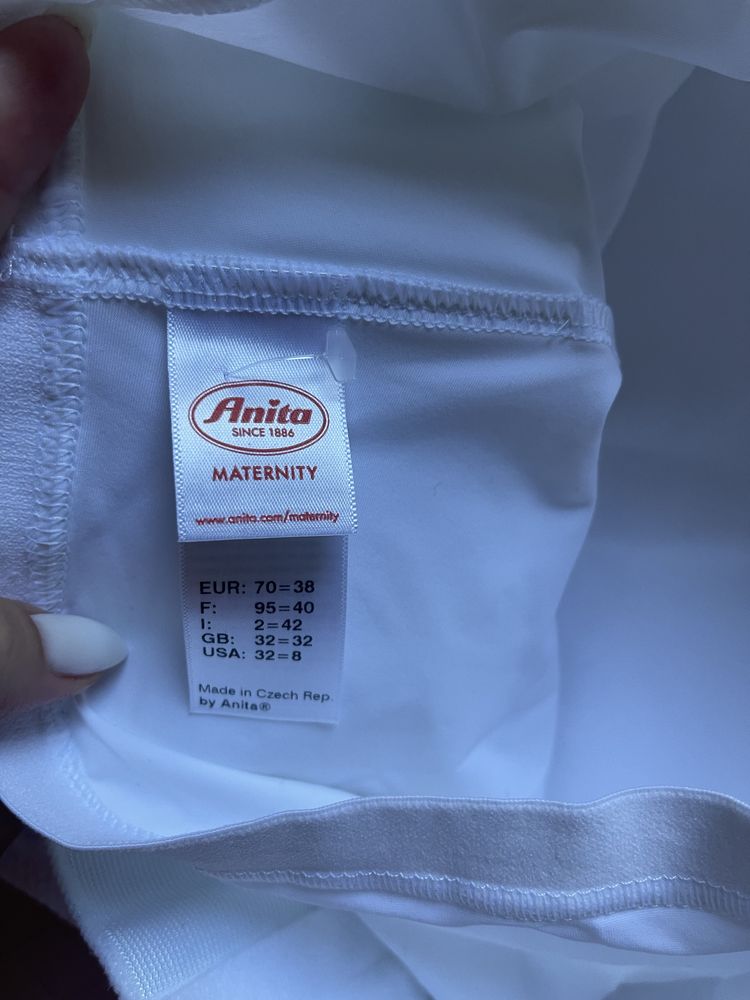 Anita
SINCE 1886
MATERNITY
www.anita.com/maternity
EUR: 70=38
F: 95=40
I: 2=42
GB: 32=32
USA: 32=8
Made in Czech Rep.
by Anita®